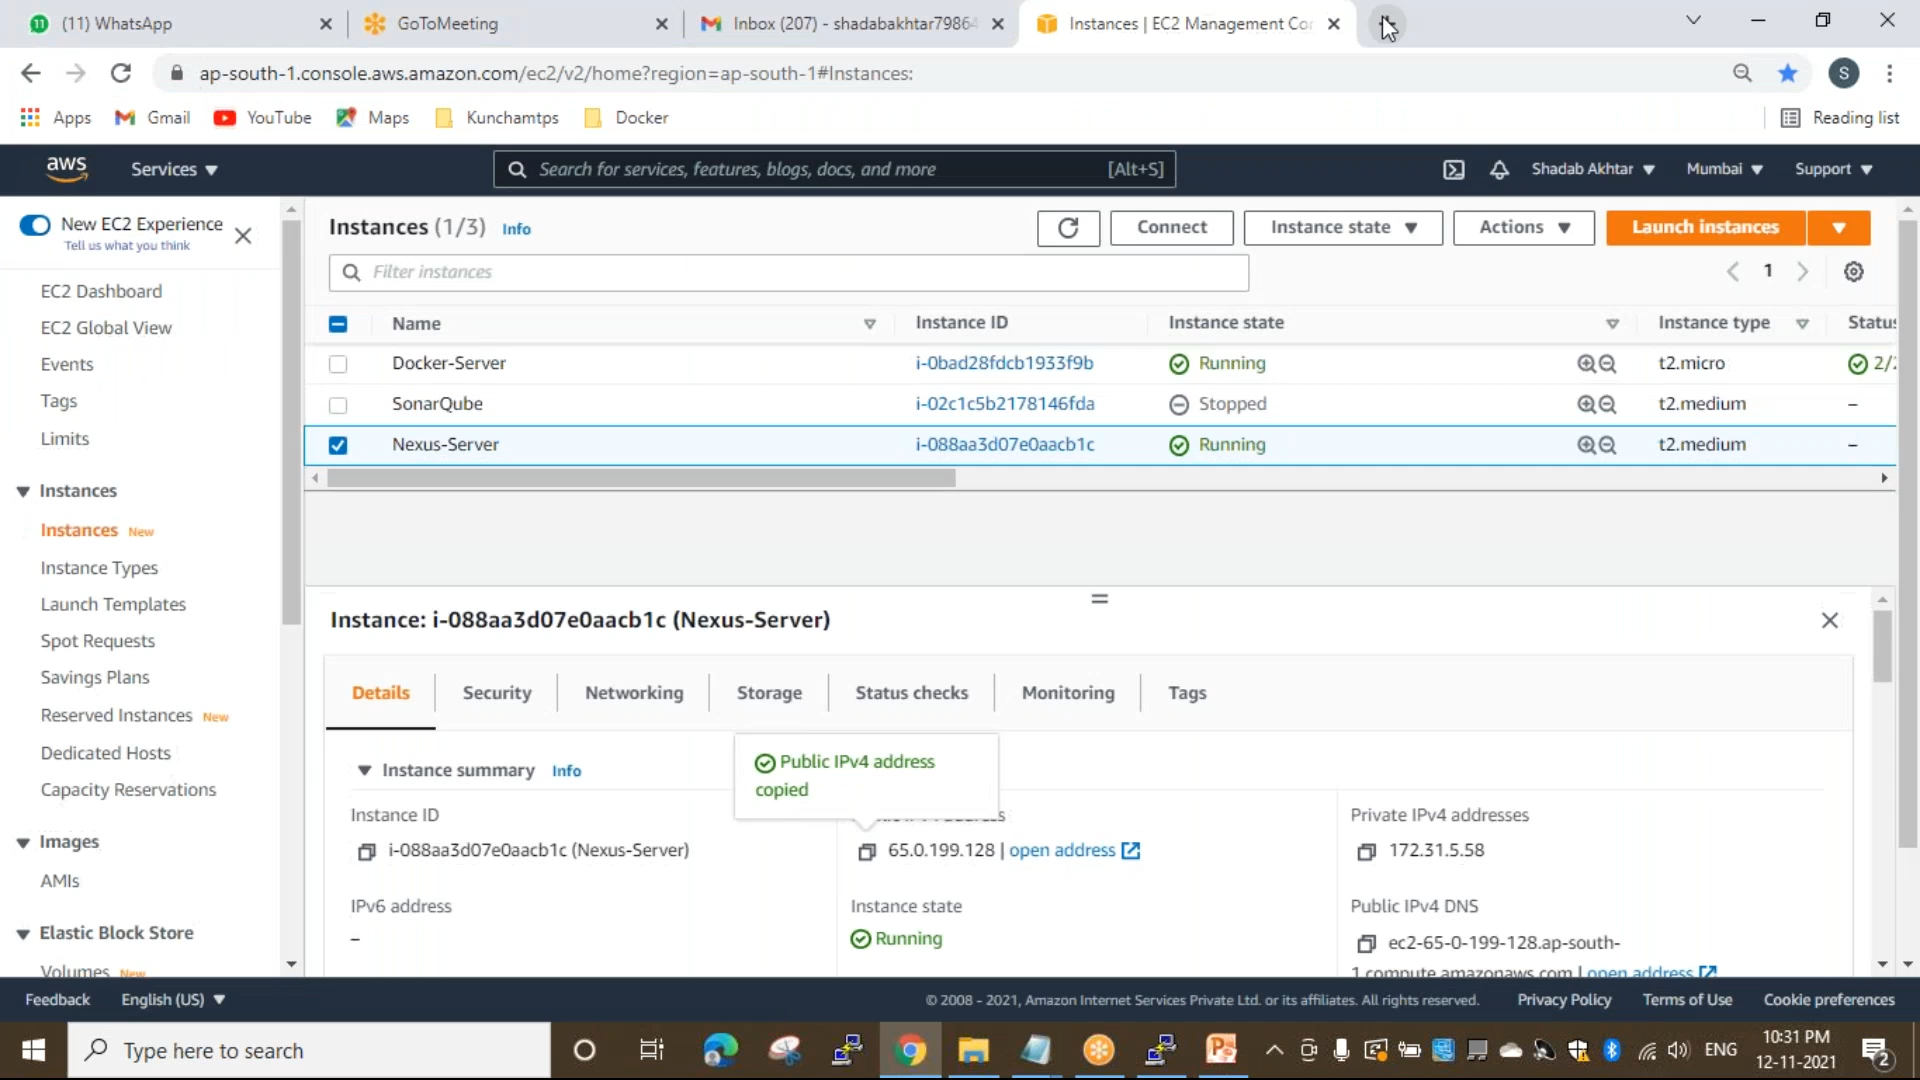 (11) WhatsApp
GoToMeeting
Inbox (207) - shadabakhtar7986
Instances | EC2 Management Co
ap-south-1.console.aws.amazon.com/ec2/v2/home?region=ap-south-1#Instances:
S
Apps
Gmail
YouTube
Maps
Kunchamtps
Docker
Reading list
aws
Services
Search for services, features, blogs, docs, and more
[Alt+S]
Shadab Akhtar
Mumbai
Support
New EC2 Experience
Tell us what you think
EC2 Dashboard
EC2 Global View
Events
Tags
Limits
Instances
Instances New
Instance Types
Launch Templates
Spot Requests
Savings Plans
Reserved Instances New
Dedicated Hosts
Capacity Reservations
Images
AMIs
Elastic Block Store
Volumes New
Instances (1/3) Info
Connect
Instance state
Actions
Launch instances
Filter instances
1
Name Instance ID Instance state Instance type Status
Docker-Server i-0bad28fdcb1933f9b Running t2.micro 2/2
SonarQube i-02c1c5b2178146fda Stopped t2.medium –
Nexus-Server i-088aa3d07e0aacb1c Running t2.medium –
Instance: i-088aa3d07e0aacb1c (Nexus-Server)
Details Security Networking Storage Status checks Monitoring Tags
Instance summary Info
Public IPv4 address
copied
Instance ID
i-088aa3d07e0aacb1c (Nexus-Server)
65.0.199.128 | open address
Private IPv4 addresses
172.31.5.58
IPv6 address
–
Instance state
Running
Public IPv4 DNS
ec2-65-0-199-128.ap-south-
1.compute.amazonaws.com | open address
Feedback
English (US)
© 2008 - 2021, Amazon Internet Services Private Ltd. or its affiliates. All rights reserved.
Privacy Policy
Terms of Use
Cookie preferences
Type here to search
ENG
10:31 PM
12-11-2021
2